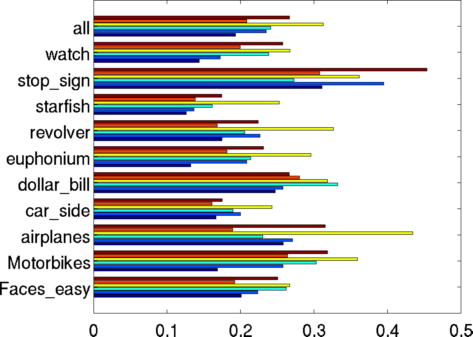 all
watch
stop_sign
starfish
revolver
euphonium
dollar_bill
car_side
airplanes
Motorbikes
Faces_easy
0 0.1 0.2 0.3 0.4 0.5